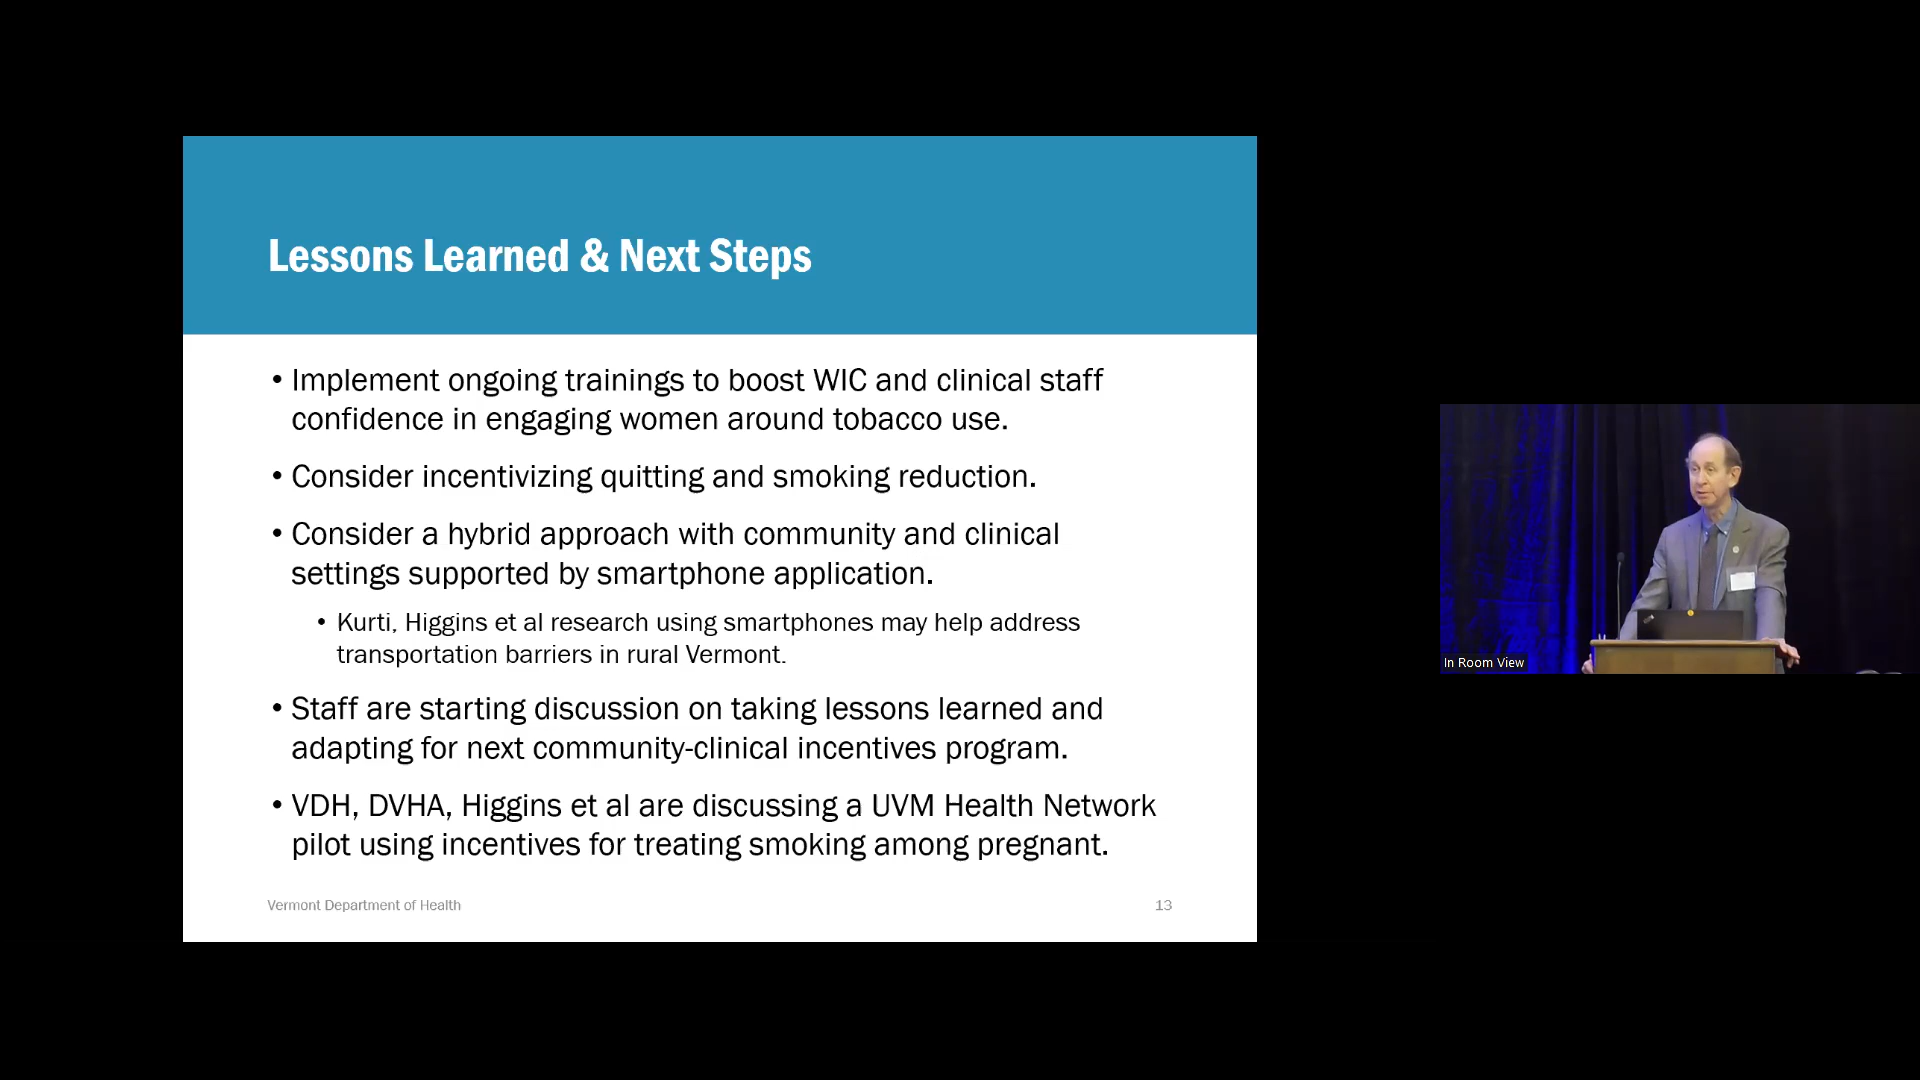 Lessons Learned & Next Steps
• Implement ongoing trainings to boost WIC and clinical staff
confidence in engaging women around tobacco use.
• Consider incentivizing quitting and smoking reduction.
• Consider a hybrid approach with community and clinical
settings supported by smartphone application.
• Kurti, Higgins et al research using smartphones may help address
transportation barriers in rural Vermont.
• Staff are starting discussion on taking lessons learned and
adapting for next community-clinical incentives program.
• VDH, DVHA, Higgins et al are discussing a UVM Health Network
pilot using incentives for treating smoking among pregnant.
Vermont Department of Health
13
In Room View